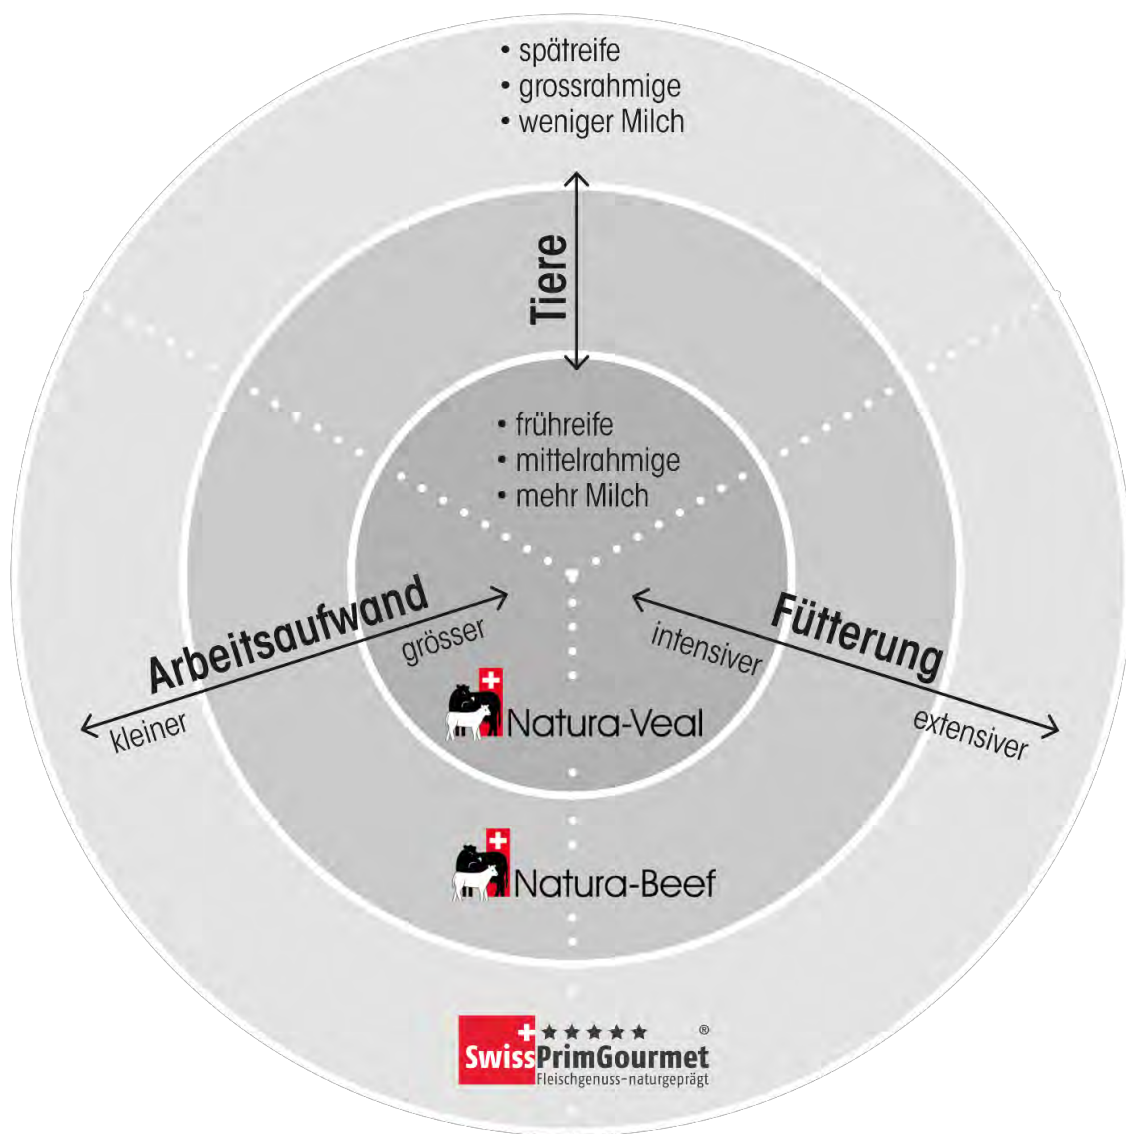 • spätreife
• grossrahmige
• weniger Milch
Tiere
• frühreife
• mittelrahmige
• mehr Milch
Arbeitsaufwand
grösser
kleiner
Fütterung
intensiver
extensiver
Natura-Veal
Natura-Beef
SwissPrimGourmet ®
Fleischgenuss–naturgeprägt